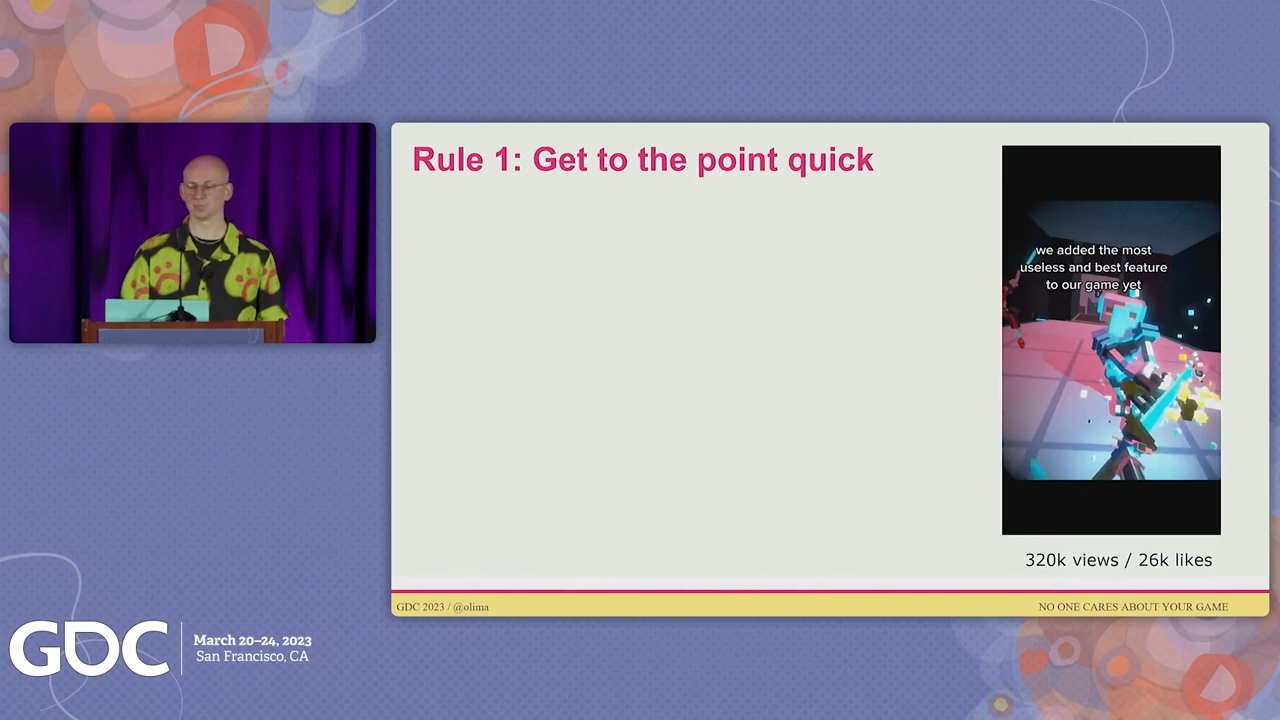 Rule 1: Get to the point quick
we added the most
useless and best feature
to our game yet
320k views / 26k likes
GDC 2023 / @olima
NO ONE CARES ABOUT YOUR GAME
GDC
March 20–24, 2023
San Francisco, CA